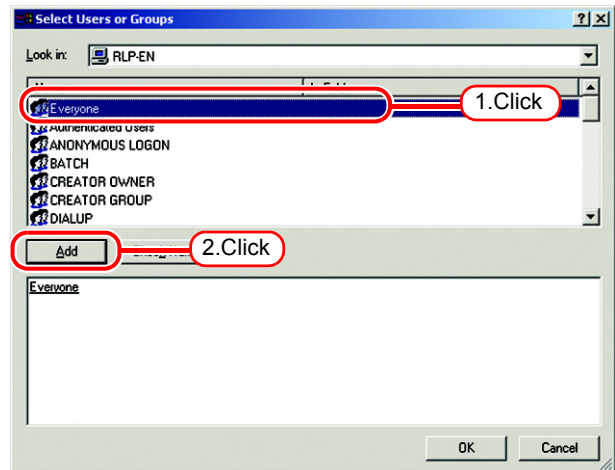 Select Users or Groups
Look in: RLP-EN
Everyone
1.Click
Authenticated Users
ANONYMOUS LOGON
BATCH
CREATOR OWNER
CREATOR GROUP
DIALUP
Add
2.Click
Everyone
OK
Cancel